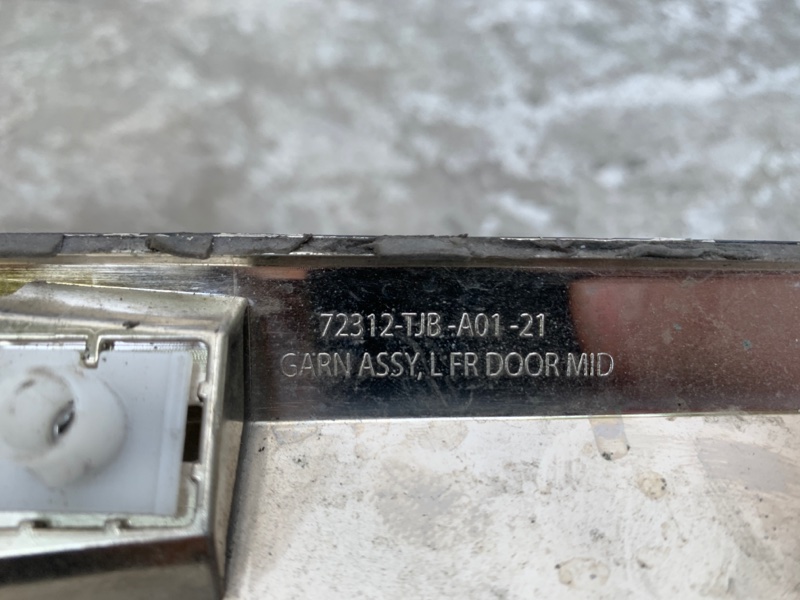 72312-TJB-A01-21
GARN ASSY, L FR DOOR MID